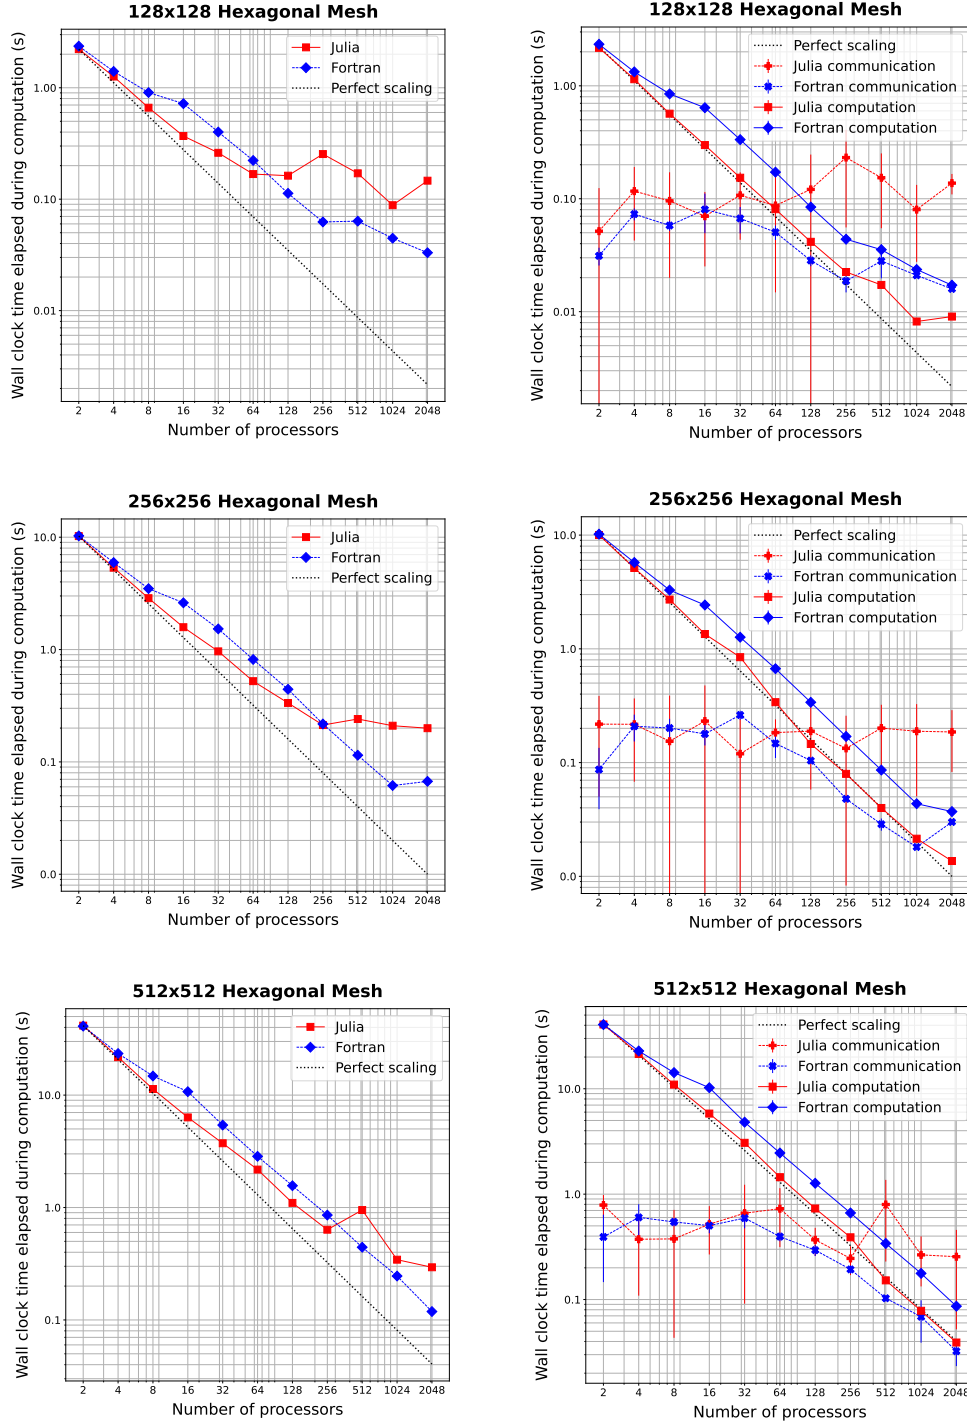 128x128 Hexagonal Mesh
Wall clock time elapsed during computation (s)
1.00
0.10
0.01
Julia
Fortran
Perfect scaling
2 4 8 16 32 64 128 256 512 1024 2048
Number of processors
128x128 Hexagonal Mesh
Wall clock time elapsed during computation (s)
1.00
0.10
0.01
Perfect scaling
Julia communication
Fortran communication
Julia computation
Fortran computation
2 4 8 16 32 64 128 256 512 1024 2048
Number of processors
256x256 Hexagonal Mesh
Wall clock time elapsed during computation (s)
10.0
1.0
0.1
0.0
Julia
Fortran
Perfect scaling
2 4 8 16 32 64 128 256 512 1024 2048
Number of processors
256x256 Hexagonal Mesh
Wall clock time elapsed during computation (s)
10.0
1.0
0.1
0.0
Perfect scaling
Julia communication
Fortran communication
Julia computation
Fortran computation
2 4 8 16 32 64 128 256 512 1024 2048
Number of processors
512x512 Hexagonal Mesh
Wall clock time elapsed during computation (s)
10.0
1.0
0.1
Julia
Fortran
Perfect scaling
2 4 8 16 32 64 128 256 512 1024 2048
Number of processors
512x512 Hexagonal Mesh
Wall clock time elapsed during computation (s)
10.0
1.0
0.1
Perfect scaling
Julia communication
Fortran communication
Julia computation
Fortran computation
2 4 8 16 32 64 128 256 512 1024 2048
Number of processors